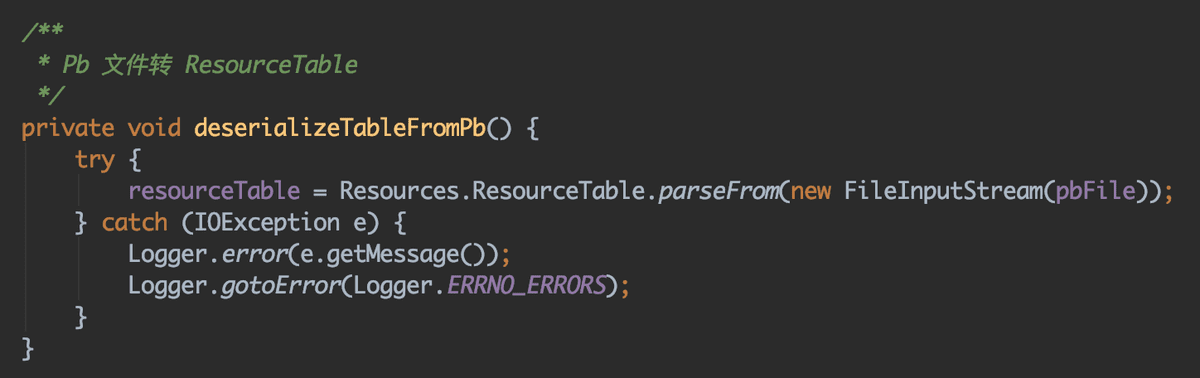 /**
 * Pb 文件转 ResourceTable
 */
private void deserializeTableFromPb() {
    try {
        resourceTable = Resources.ResourceTable.parseFrom(new FileInputStream(pbFile));
    } catch (IOException e) {
        Logger.error(e.getMessage());
        Logger.gotoError(Logger.ERRNO_ERRORS);
    }
}